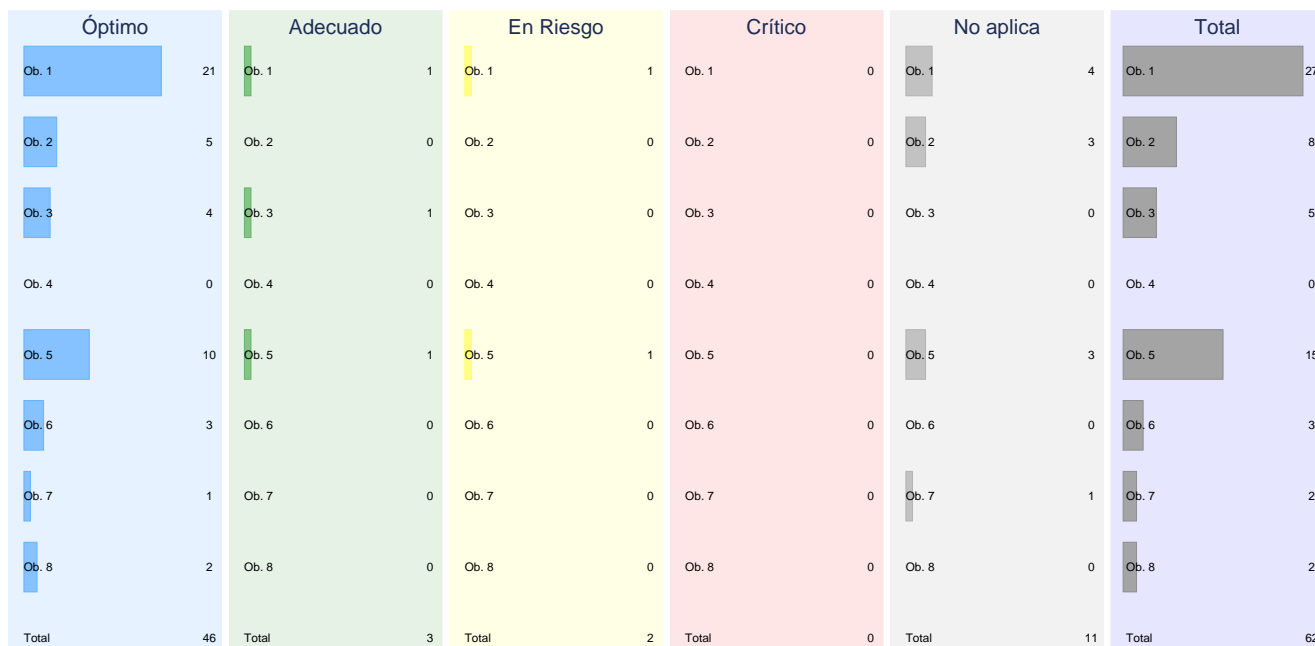 Óptimo Adecuado En Riesgo Crítico No aplica Total
Ob. 1 21 Ob. 1 1 Ob. 1 1 Ob. 1 0 Ob. 1 4 Ob. 1 27
Ob. 2 5 Ob. 2 0 Ob. 2 0 Ob. 2 0 Ob. 2 3 Ob. 2 8
Ob. 3 4 Ob. 3 1 Ob. 3 0 Ob. 3 0 Ob. 3 0 Ob. 3 5
Ob. 4 0 Ob. 4 0 Ob. 4 0 Ob. 4 0 Ob. 4 0 Ob. 4 0
Ob. 5 10 Ob. 5 1 Ob. 5 1 Ob. 5 0 Ob. 5 3 Ob. 5 15
Ob. 6 3 Ob. 6 0 Ob. 6 0 Ob. 6 0 Ob. 6 0 Ob. 6 3
Ob. 7 1 Ob. 7 0 Ob. 7 0 Ob. 7 0 Ob. 7 1 Ob. 7 2
Ob. 8 2 Ob. 8 0 Ob. 8 0 Ob. 8 0 Ob. 8 0 Ob. 8 2
Total 46 Total 3 Total 2 Total 0 Total 11 Total 62